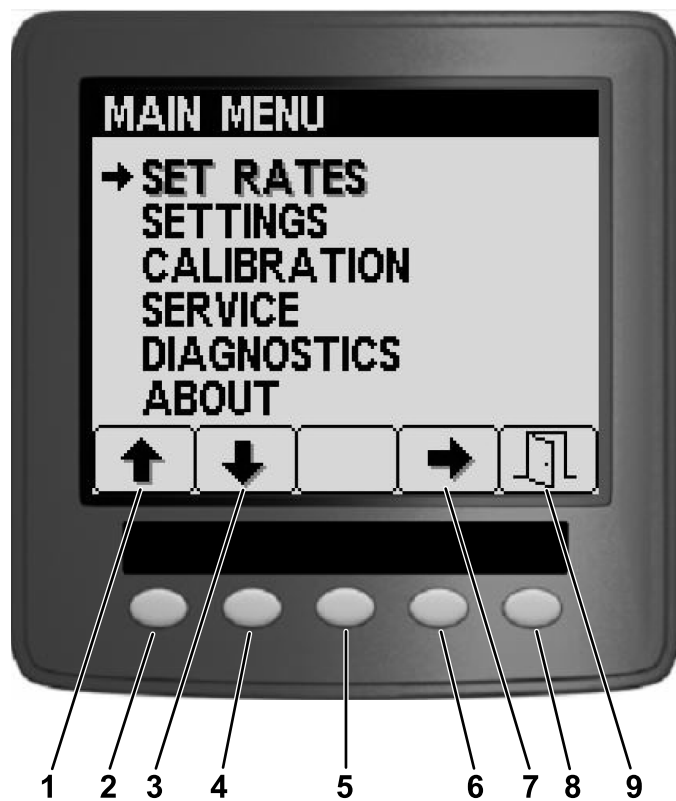 MAIN MENU
SET RATES
SETTINGS
CALIBRATION
SERVICE
DIAGNOSTICS
ABOUT
1 2 3 4 5 6 7 8 9